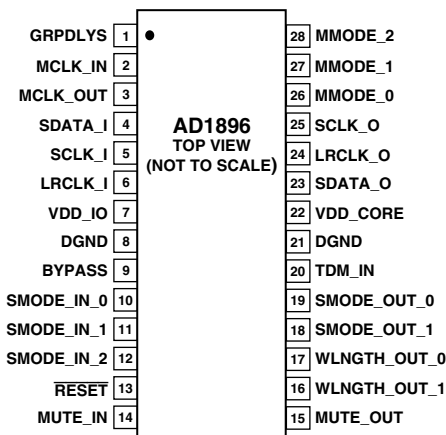 GRPDLYS 1 28 MMODE_2
MCLK_IN 2 27 MMODE_1
MCLK_OUT 3 26 MMODE_0
SDATA_I 4 AD1896 25 SCLK_O
TOP VIEW
SCLK_I 5 (NOT TO SCALE) 24 LRCLK_O
LRCLK_I 6 23 SDATA_O
VDD_IO 7 22 VDD_CORE
DGND 8 21 DGND
BYPASS 9 20 TDM_IN
SMODE_IN_0 10 19 SMODE_OUT_0
SMODE_IN_1 11 18 SMODE_OUT_1
SMODE_IN_2 12 17 WLNGTH_OUT_0
RESET 13 16 WLNGTH_OUT_1
MUTE_IN 14 15 MUTE_OUT